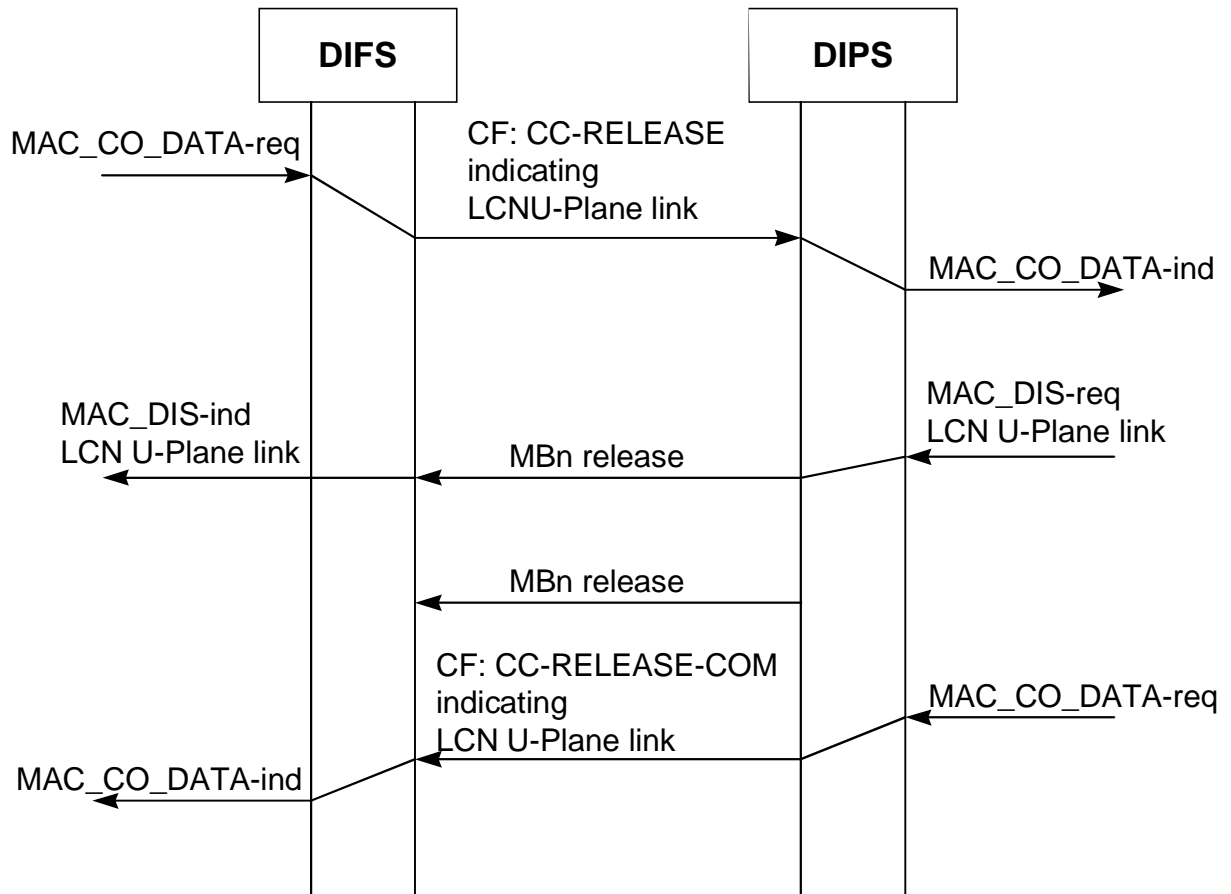 DIFS
DIPS
MAC_CO_DATA-req
CF: CC-RELEASE
indicating
LCNU-Plane link
MAC_CO_DATA-ind
MAC_DIS-ind
LCN U-Plane link
MBn release
MAC_DIS-req
LCN U-Plane link
MBn release
CF: CC-RELEASE-COM
indicating
LCN U-Plane link
MAC_CO_DATA-req
MAC_CO_DATA-ind